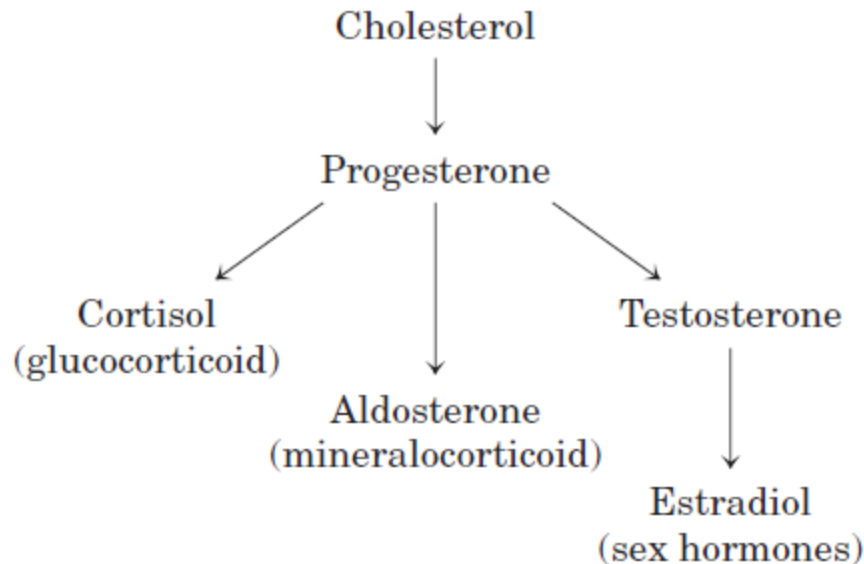 Cholesterol
Progesterone
Cortisol
(glucocorticoid)
Testosterone
Aldosterone
(mineralocorticoid)
Estradiol
(sex hormones)